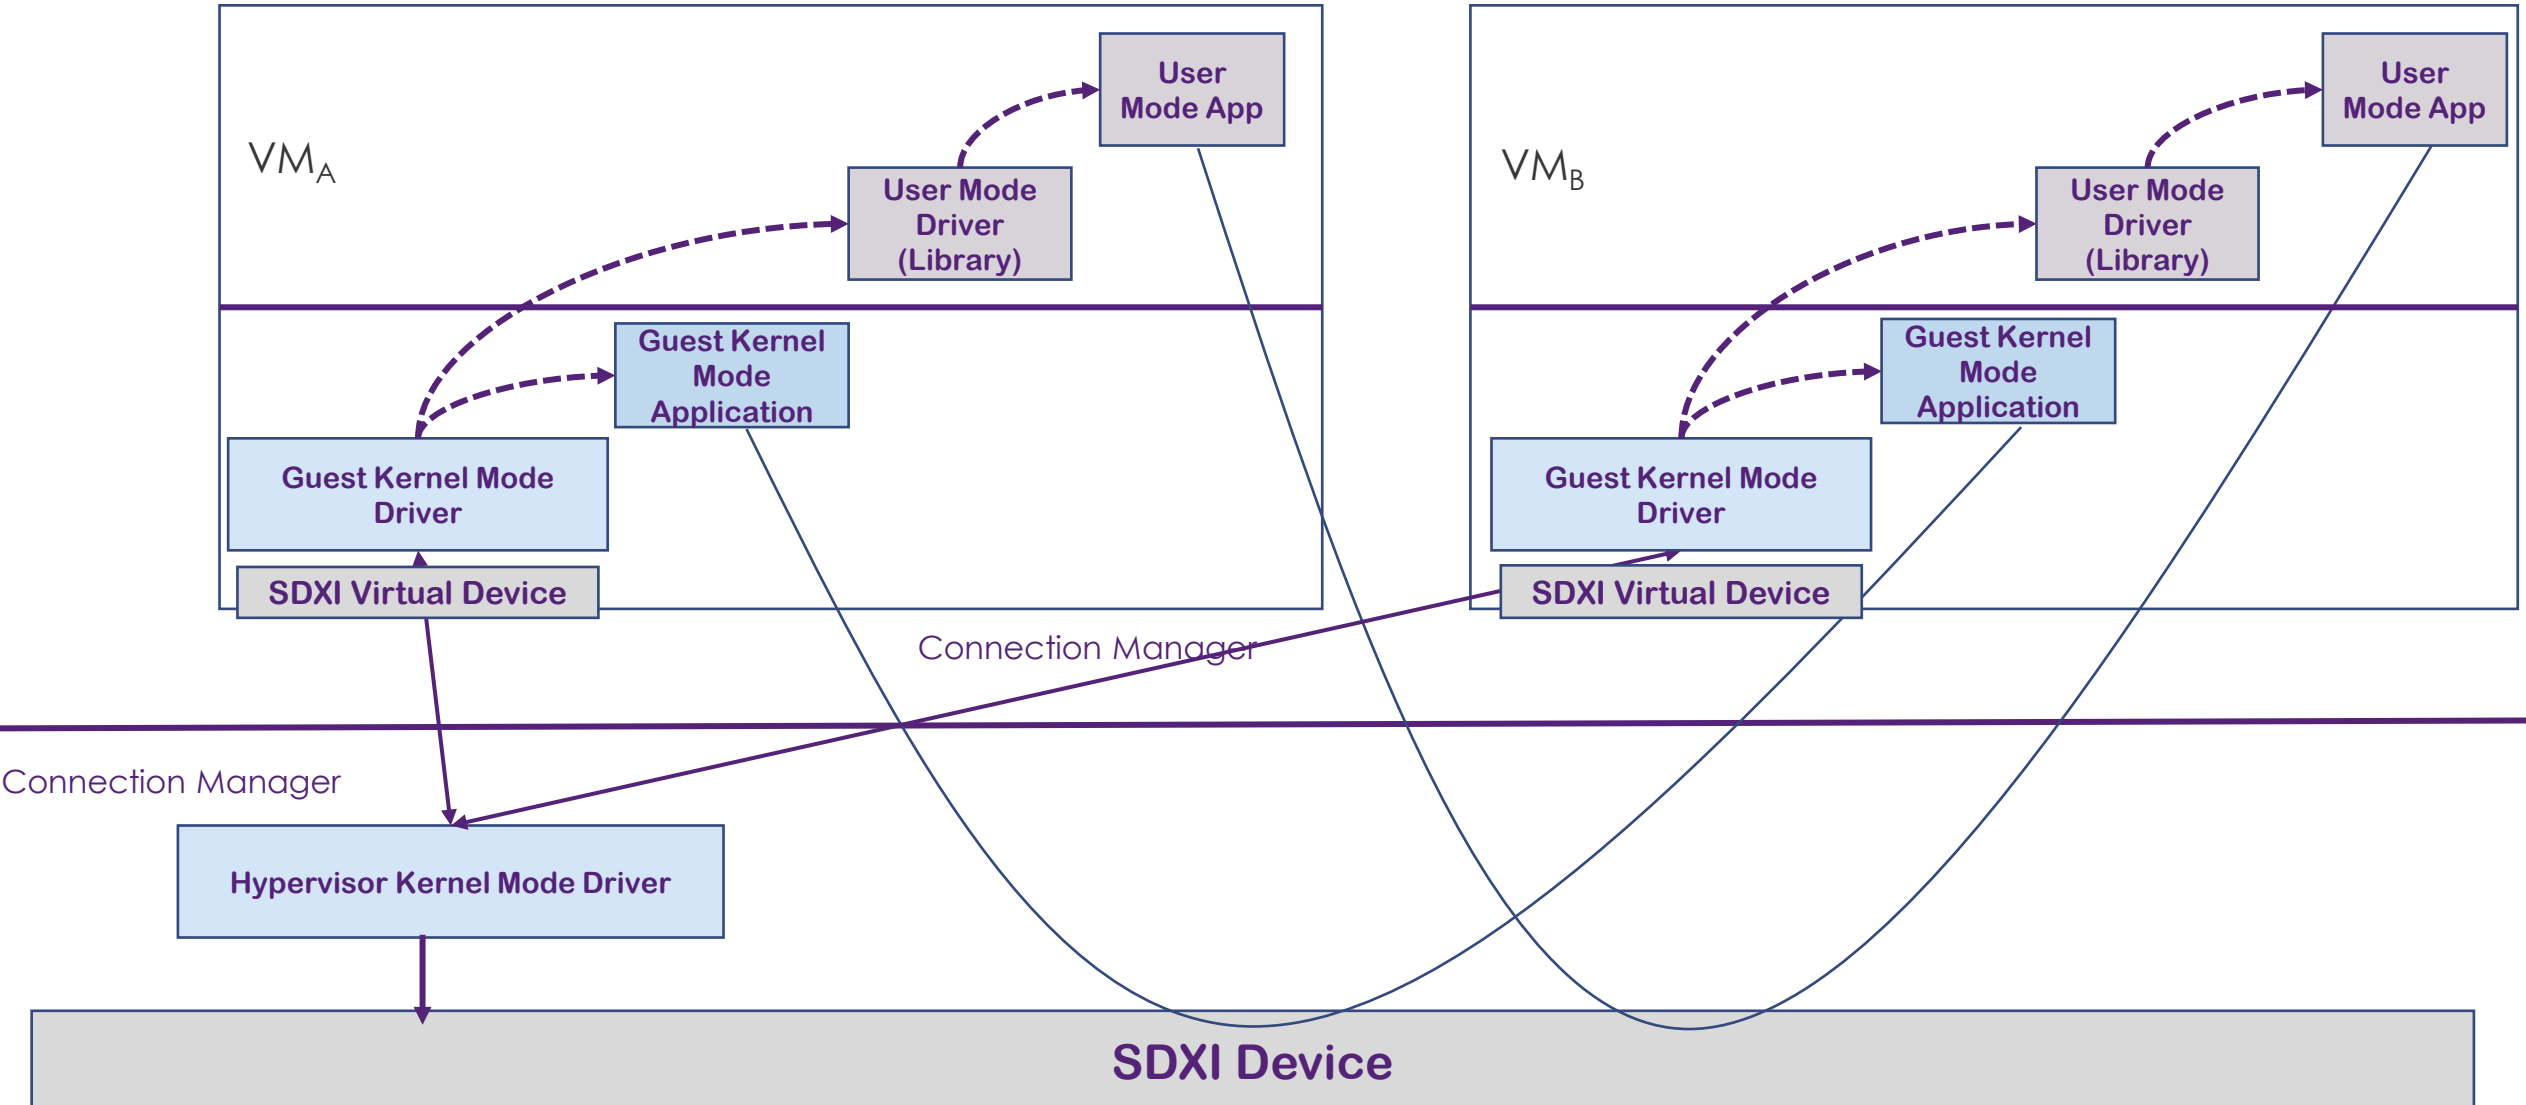 User
Mode App
VMA
User Mode
Driver
(Library)
Guest Kernel
Mode
Application
Guest Kernel Mode
Driver
SDXI Virtual Device
User
Mode App
VMB
User Mode
Driver
(Library)
Guest Kernel
Mode
Application
Guest Kernel Mode
Driver
SDXI Virtual Device
Connection Manager
Connection Manager
Hypervisor Kernel Mode Driver
SDXI Device